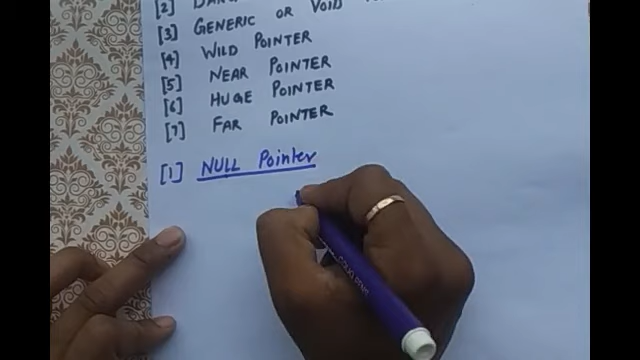 [2]
[3] GENERIC OR VOID
[4] WILD POINTER
[5] NEAR POINTER
[6] HUGE POINTER
[7] FAR POINTER
[1] NULL Pointer